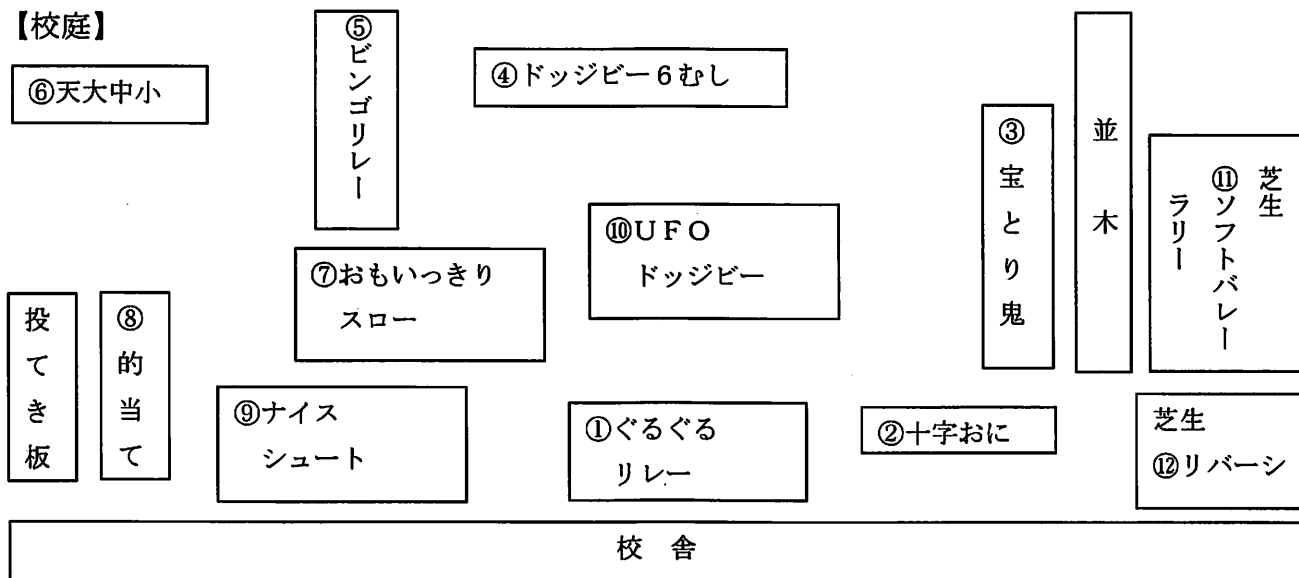 【校庭】
⑤ビンゴリレー
④ドッジビー6むし
⑥天大中小
③宝とり鬼
並木
芝生
⑪ソフトバレー
ラリー
⑩UFO
ドッジビー
⑦おもいっきり
スロー
投てき板
⑧的当て
⑨ナイス
シュート
①ぐるぐる
リレー
②十字おに
芝生
⑫リバーシ
校舎